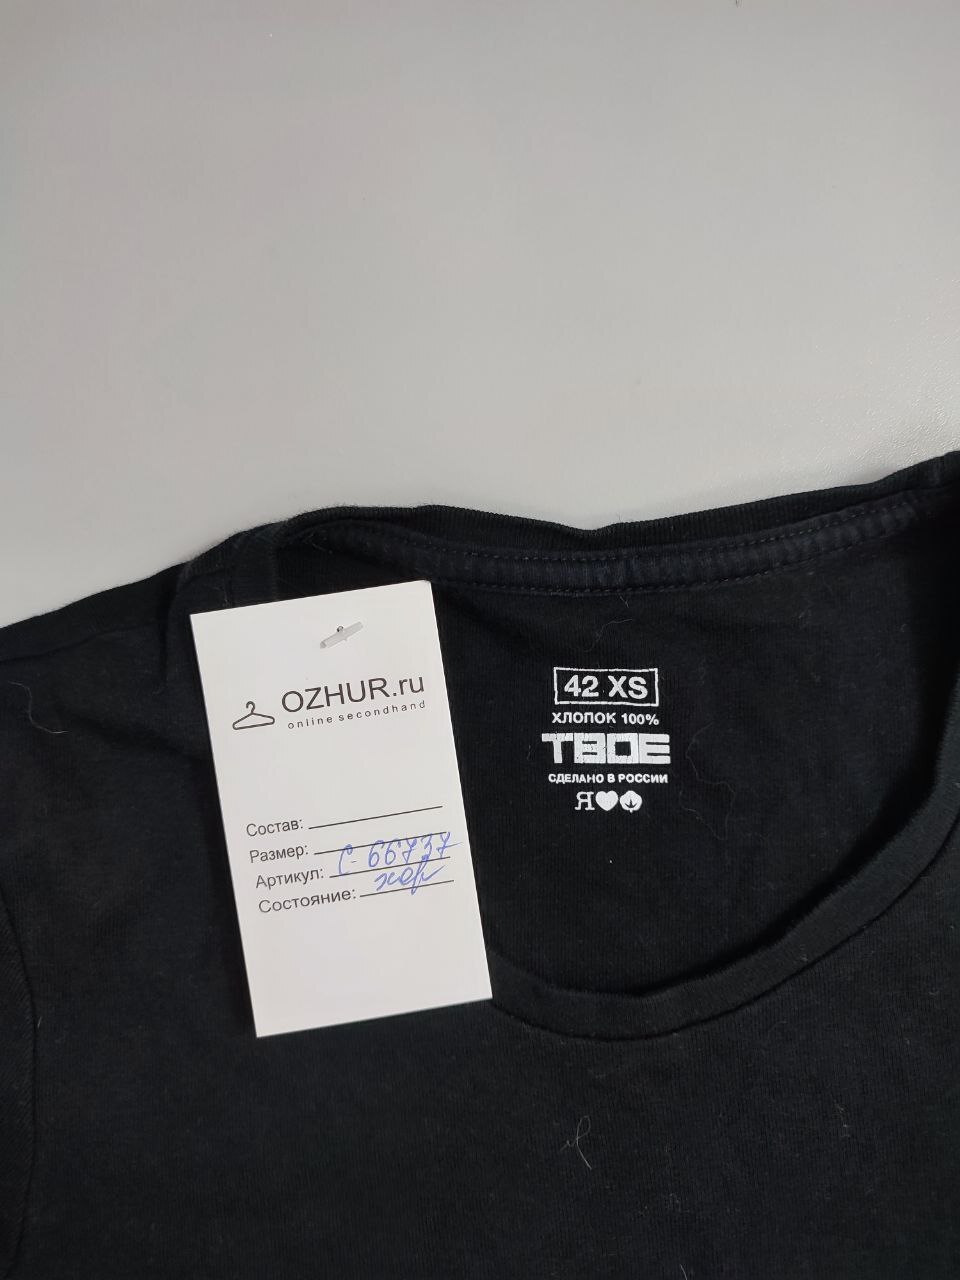 OZHUR.ru
online secondhand
Состав:
Размер:
Артикул: С-66737
Состояние: хор
42 XS
ХЛОПОК 100%
ТВОЕ
СДЕЛАНО В РОССИИ
Я